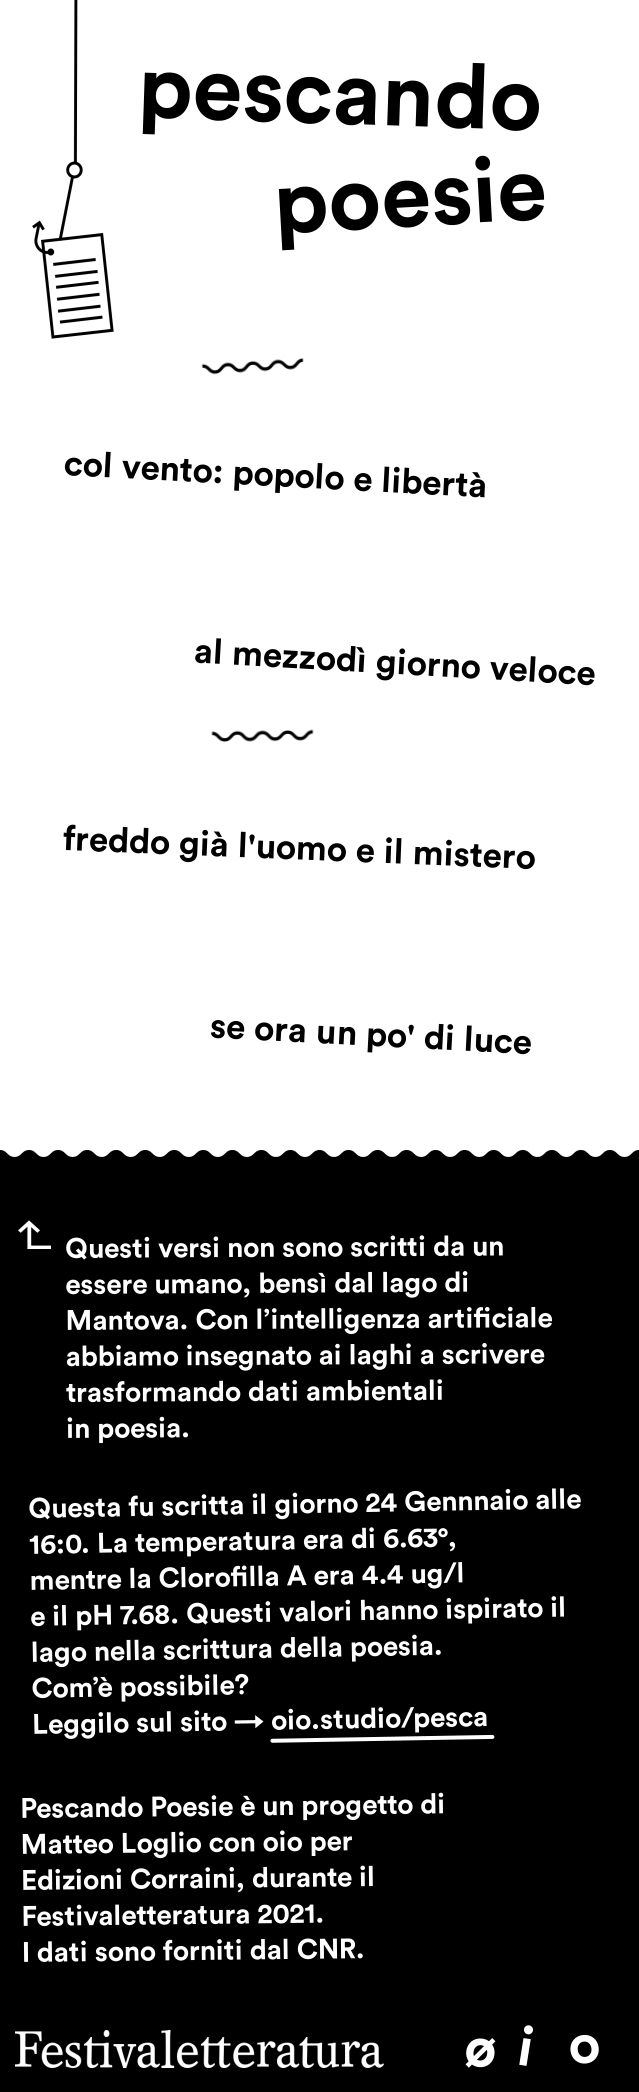 pescando
poesie
col vento: popolo e libertà
al mezzodì giorno veloce
freddo già l'uomo e il mistero
se ora un po' di luce
Questi versi non sono scritti da un
essere umano, bensì dal lago di
Mantova. Con l’intelligenza artificiale
abbiamo insegnato ai laghi a scrivere
trasformando dati ambientali
in poesia.
Questa fu scritta il giorno 24 Gennnaio alle
16:0. La temperatura era di 6.63°,
mentre la Clorofilla A era 4.4 ug/l
e il pH 7.68. Questi valori hanno ispirato il
lago nella scrittura della poesia.
Com’è possibile?
Leggilo sul sito → oio.studio/pesca
Pescando Poesie è un progetto di
Matteo Loglio con oio per
Edizioni Corraini, durante il
Festivaletteratura 2021.
I dati sono forniti dal CNR.
Festivaletteratura ø i o